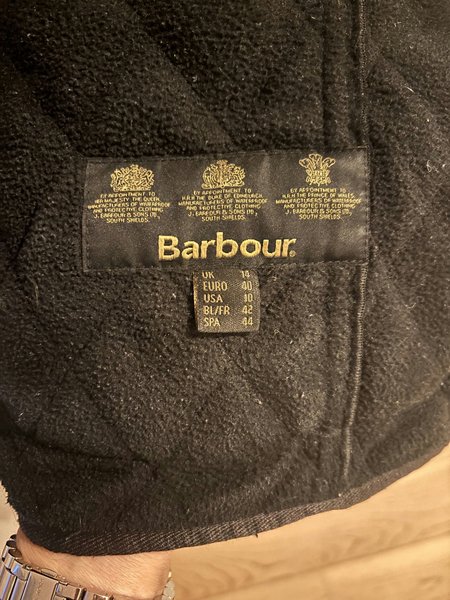 BY APPOINTMENT TO
HER MAJESTY THE QUEEN
MANUFACTURERS OF WATERPROOF
AND PROTECTIVE CLOTHING
J. BARBOUR & SONS LTD,
SOUTH SHIELDS.
BY APPOINTMENT TO
H.R.H THE DUKE OF EDINBURGH
MANUFACTURERS OF WATERPROOF
AND PROTECTIVE CLOTHING
J. BARBOUR & SONS LTD,
SOUTH SHIELDS.
BY APPOINTMENT TO
H.R.H THE PRINCE OF WALES
MANUFACTURERS OF WATERPROOF
AND PROTECTIVE CLOTHING
J. BARBOUR & SONS LTD,
SOUTH SHIELDS.
Barbour®
UK 14
EURO 40
USA 10
BL/FR 42
SPA 44